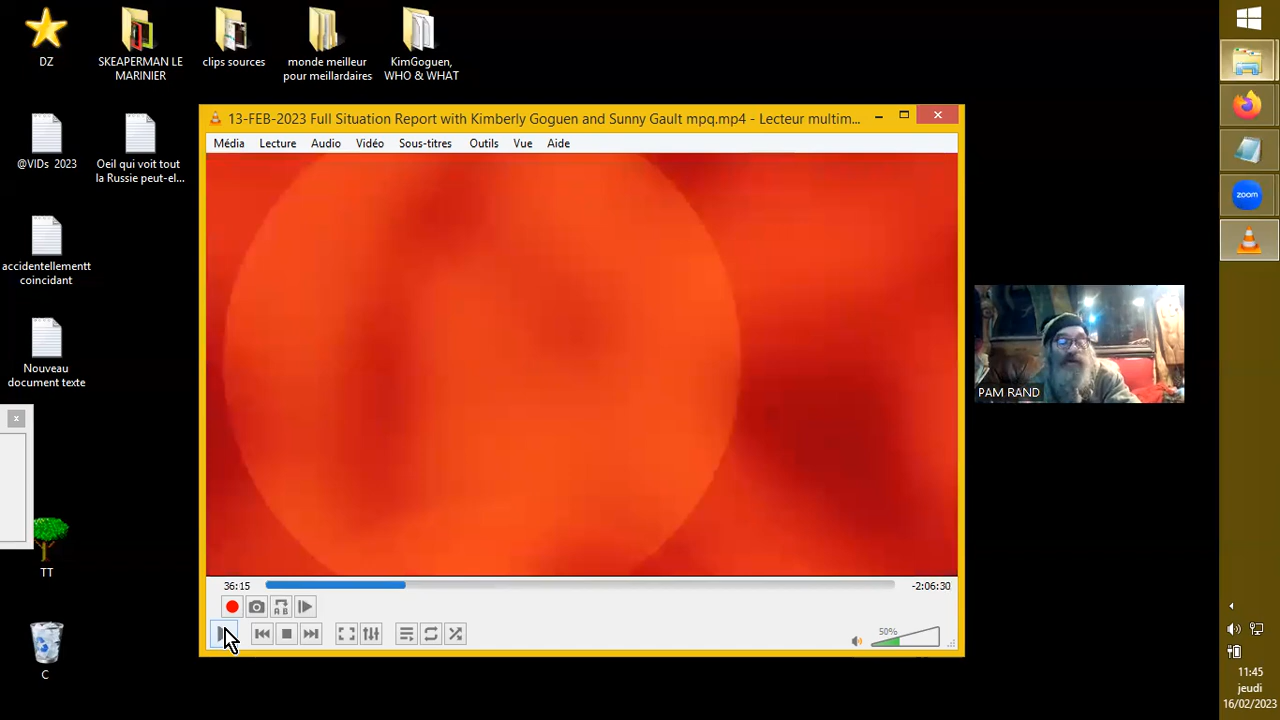 DZ
SKEAPERMAN LE
MARINIER
clips sources
monde meilleur
pour meillardaires
KimGoguen,
WHO & WHAT
@VIDs 2023
Oeil qui voit tout
la Russie peut-el...
accidentellementt
coincidant
Nouveau
document texte
x
TT
C
13-FEB-2023 Full Situation Report with Kimberly Goguen and Sunny Gault mpq.mp4 - Lecteur multim...
Média Lecture Audio Vidéo Sous-titres Outils Vue Aide
36:15
-2:06:30
A B
50%
PAM RAND
zoom
11:45
jeudi
16/02/2023